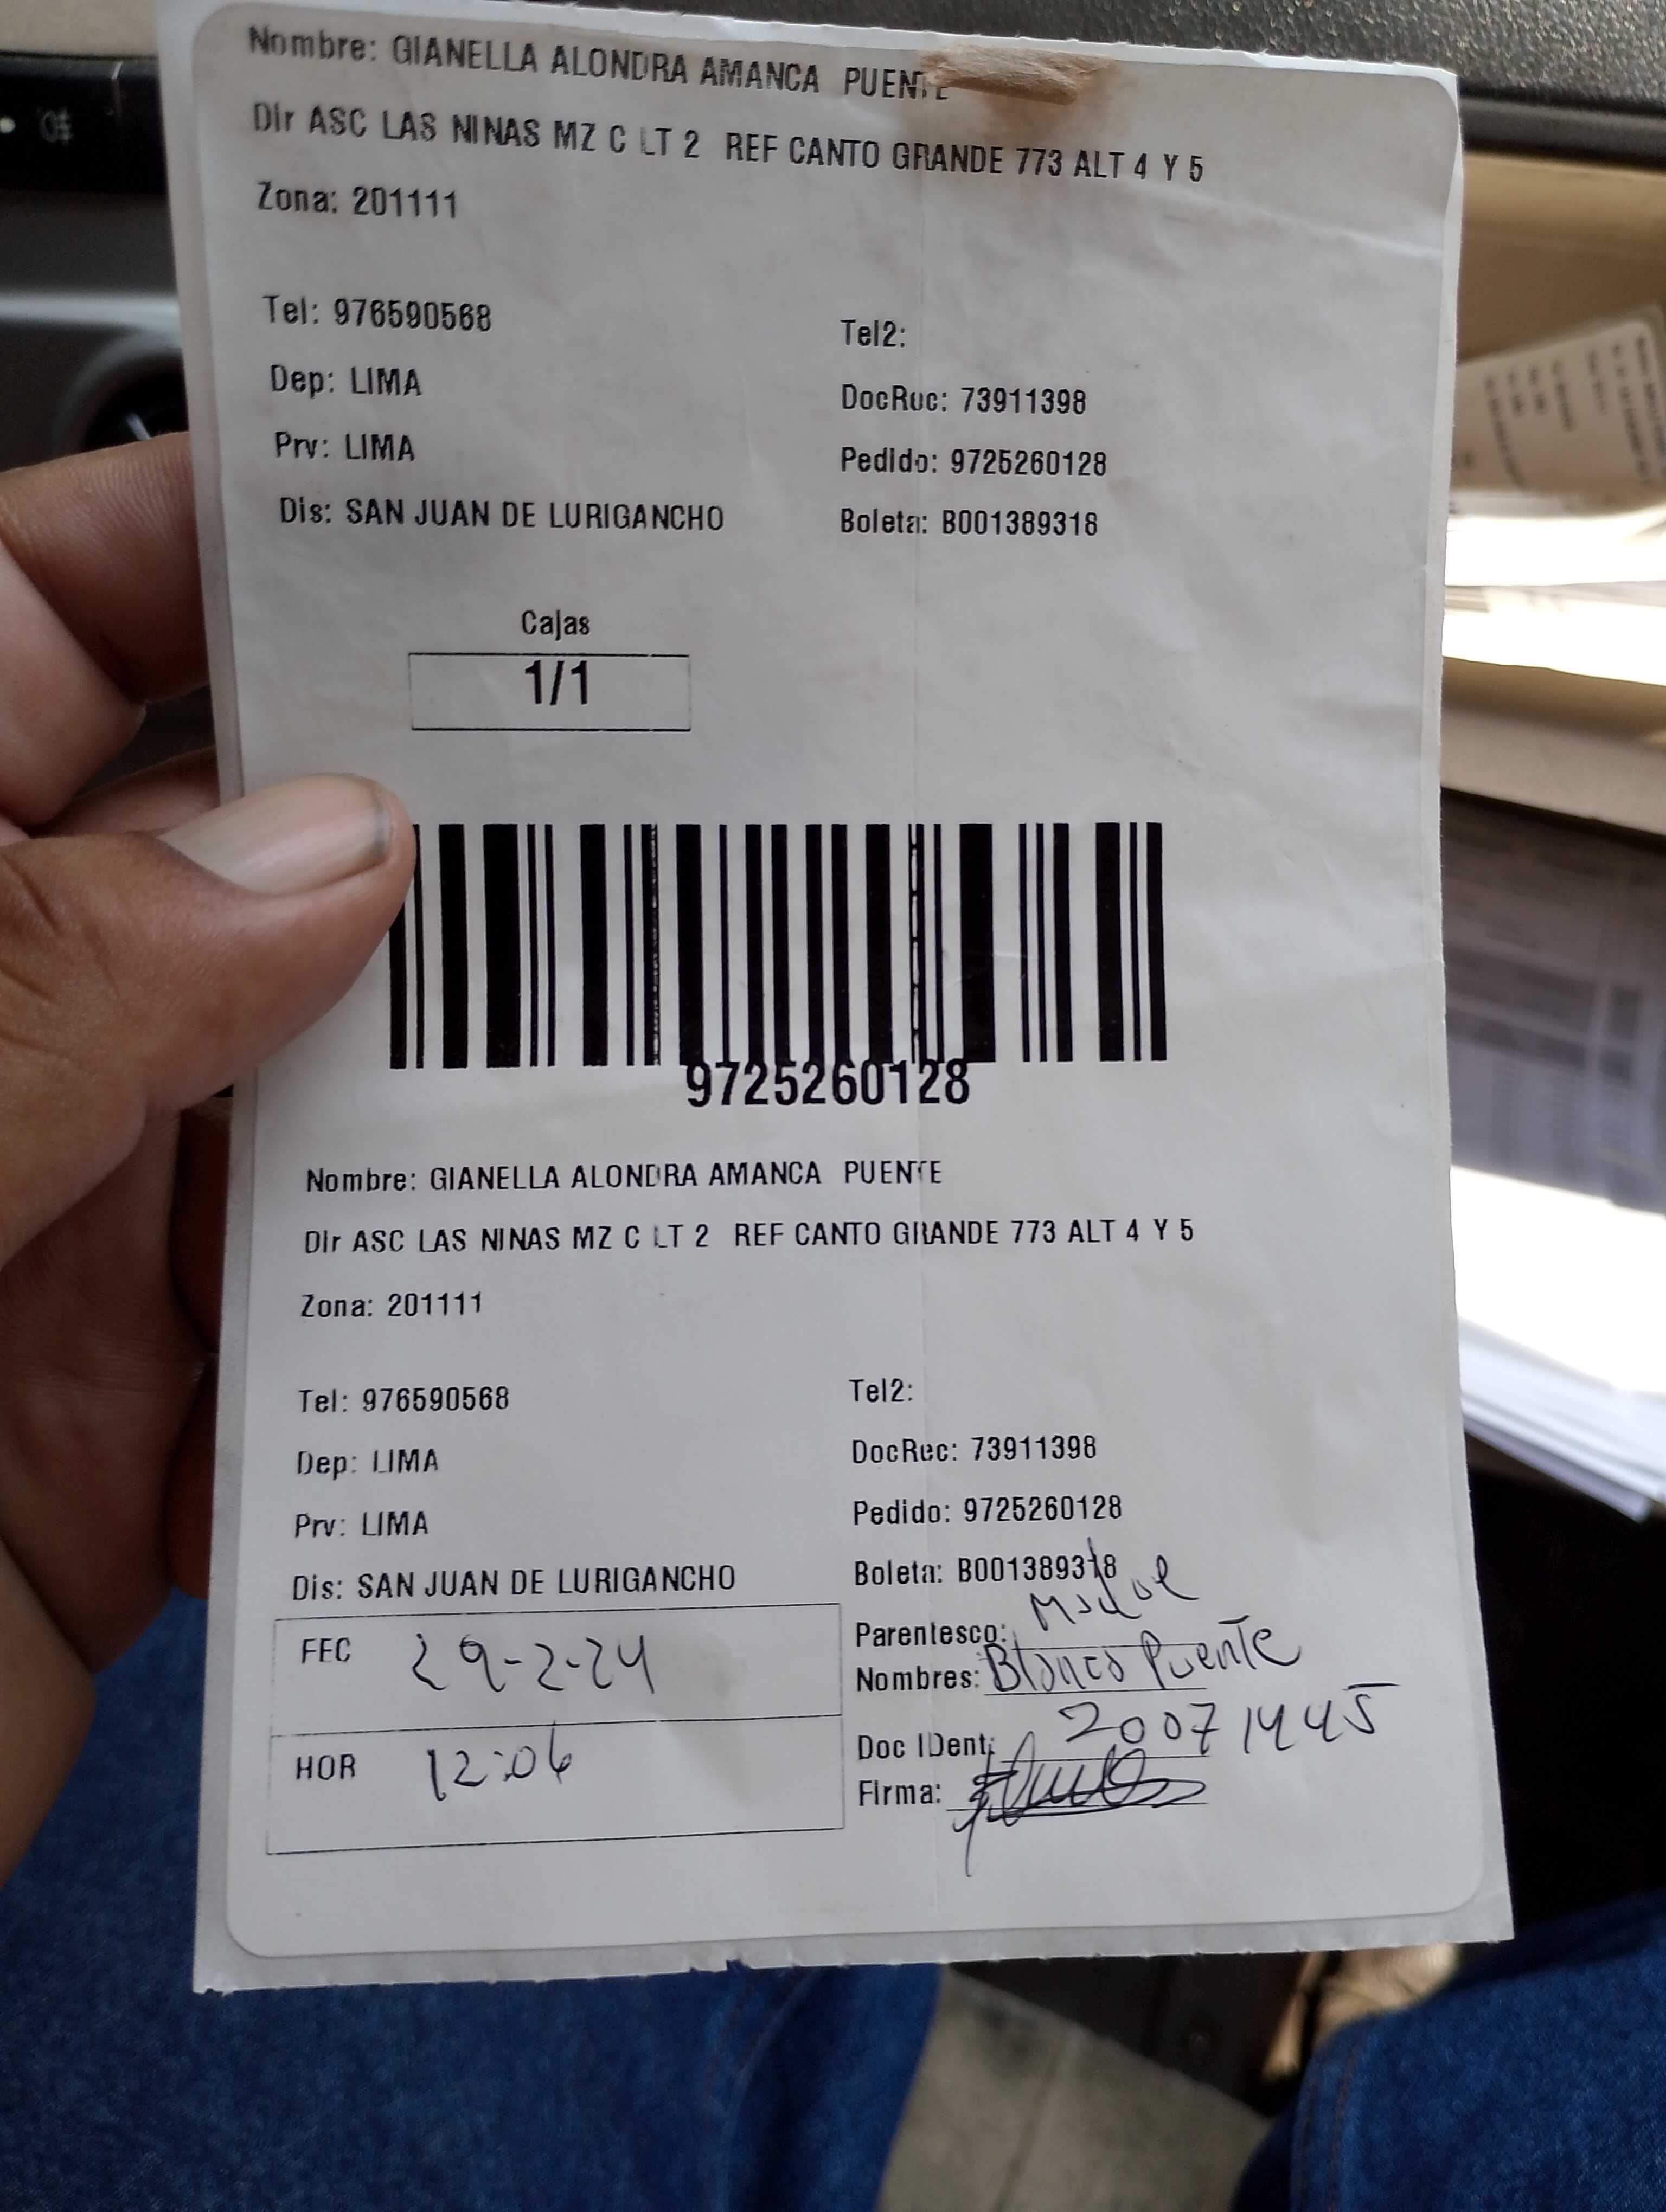 Nombre: GIANELLA ALONDRA AMANCA PUENTE
Dir ASC LAS NINAS MZ C LT 2 REF CANTO GRANDE 773 ALT 4 Y 5
Zona: 201111
Tel: 976590568 Tel2:
Dep: LIMA DocRuc: 73911398
Prv: LIMA Pedido: 9725260128
Dis: SAN JUAN DE LURIGANCHO Boleta: B001389318
Cajas
1/1
9725260128
Nombre: GIANELLA ALONDRA AMANCA PUENTE
Dir ASC LAS NINAS MZ C LT 2 REF CANTO GRANDE 773 ALT 4 Y 5
Zona: 201111
Tel: 976590568 Tel2:
Dep: LIMA DocRec: 73911398
Prv: LIMA Pedido: 9725260128
Dis: SAN JUAN DE LURIGANCHO Boleta: B001389318
FEC 29-2-24
Parentesco: Madre
Nombres: Blanca Puente
HOR 12:06
Doc IDent: 20071445
Firma: